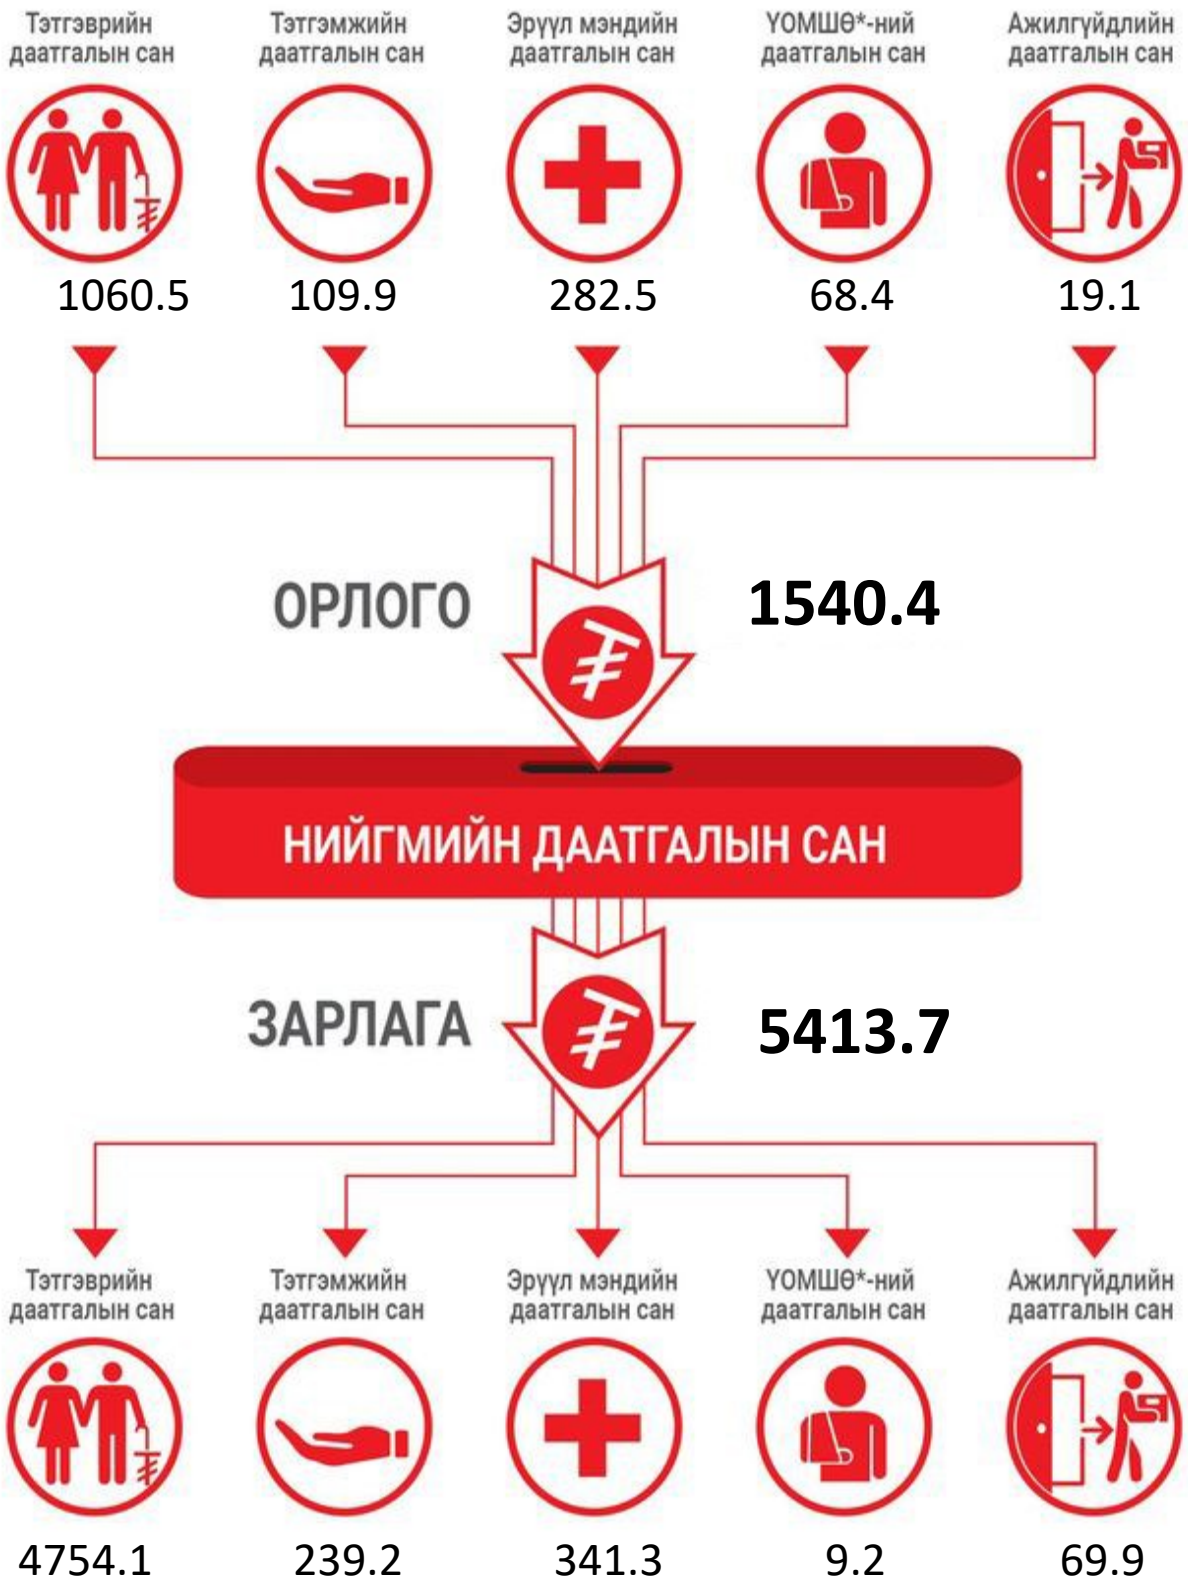 Тэтгэврийн
даатгалын сан
Тэтгэмжийн
даатгалын сан
Эрүүл мэндийн
даатгалын сан
ҮОМШӨ*-ний
даатгалын сан
Ажилгүйдлийн
даатгалын сан
1060.5
109.9
282.5
68.4
19.1
ОРЛОГО
1540.4
₮
НИЙГМИЙН ДААТГАЛЫН САН
ЗАРЛАГА
5413.7
₮
Тэтгэврийн
даатгалын сан
Тэтгэмжийн
даатгалын сан
Эрүүл мэндийн
даатгалын сан
ҮОМШӨ*-ний
даатгалын сан
Ажилгүйдлийн
даатгалын сан
4754.1
239.2
341.3
9.2
69.9